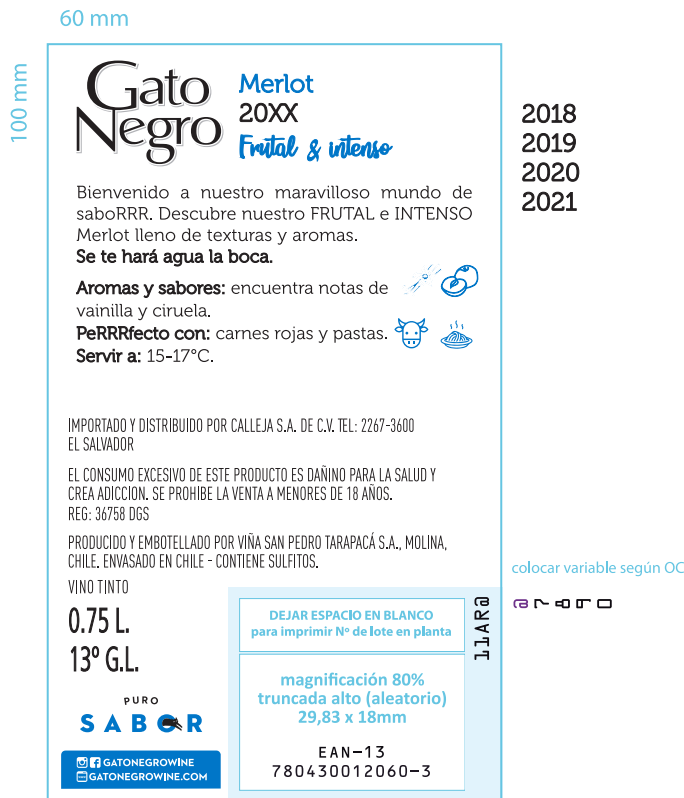 60 mm
100 mm
Gato
Negro
Merlot
20XX
Frutal & intenso
2018
2019
2020
2021
Bienvenido a nuestro maravilloso mundo de
saboRRR. Descubre nuestro FRUTAL e INTENSO
Merlot lleno de texturas y aromas.
Se te hará agua la boca.
Aromas y sabores: encuentra notas de
vainilla y ciruela.
PeRRRfecto con: carnes rojas y pastas.
Servir a: 15-17°C.
IMPORTADO Y DISTRIBUIDO POR CALLEJA S.A. DE C.V. TEL: 2267-3600
EL SALVADOR
EL CONSUMO EXCESIVO DE ESTE PRODUCTO ES DAÑINO PARA LA SALUD Y
CREA ADICCION. SE PROHIBE LA VENTA A MENORES DE 18 AÑOS.
REG: 36758 DGS
PRODUCIDO Y EMBOTELLADO POR VIÑA SAN PEDRO TARAPACÁ S.A., MOLINA,
CHILE. ENVASADO EN CHILE - CONTIENE SULFITOS.
VINO TINTO
0.75 L.
13º G.L.
PURO
SABOR
GATONEGROWINE
GATONEGROWINE.COM
DEJAR ESPACIO EN BLANCO
para imprimir Nº de lote en planta
magnificación 80%
truncada alto (aleatorio)
29,83 x 18mm
EAN-13
780430012060-3
11ARA@
colocar variable según OC